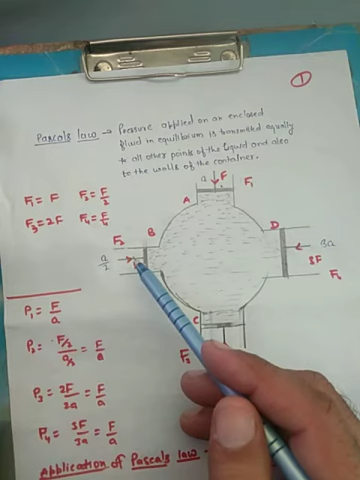 1
Pascals law → Pressure applied on an enclosed
fluid in equilibrium is transmitted equally
to all other points of the liquid and also
to the walls of the container.
F₁ = F F₂ = F/2
F₃ = 2F F₄ = F/4
a F F₁
A
B
D
F₂
a/2
3a
3F
F₄
C
F₃
P₁ = F/a
P₂ = F/2 / a/2 = F/a
P₃ = 2F/2a = F/a
P₄ = 3F/3a = F/a
Application of Pascals law -